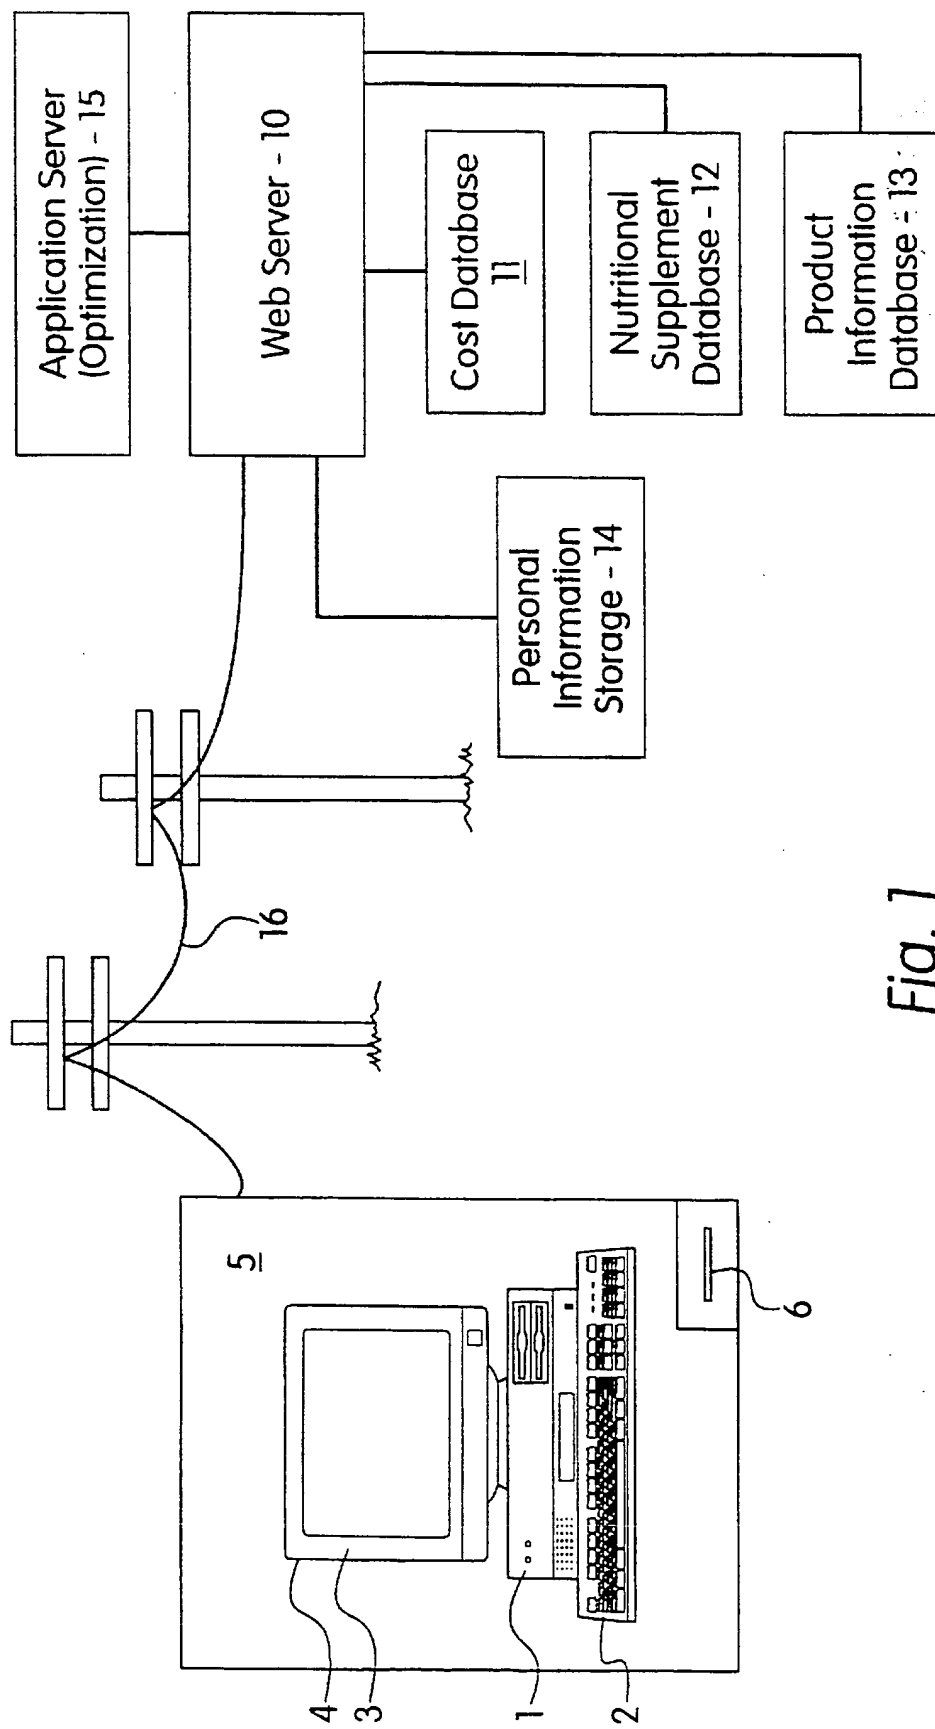 Application Server
(Optimization) - 15
Web Server - 10
Cost Database
11
Nutritional
Supplement
Database - 12
Product
Information
Database - 13
Personal
Information
Storage - 14
16
5
4
3
1
2
6
Fig. 1